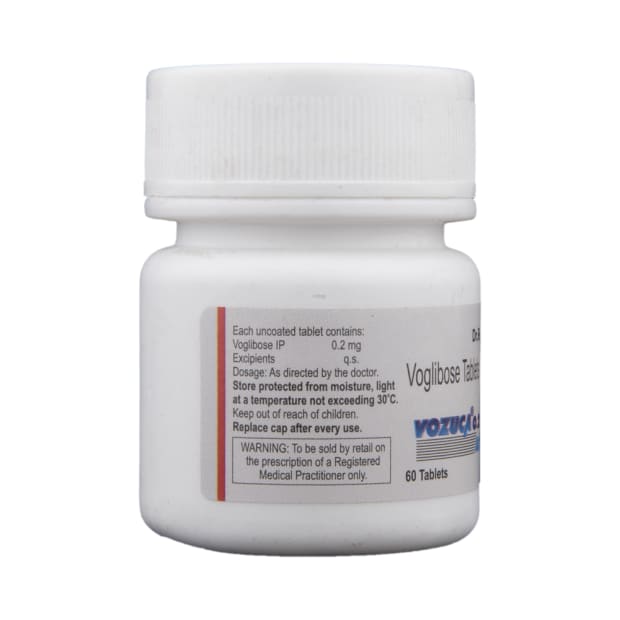 Each uncoated tablet contains:
Voglibose IP 0.2 mg
Excipients q.s.
Dosage: As directed by the doctor.
Store protected from moisture, light
at a temperature not exceeding 30°C.
Keep out of reach of children.
Replace cap after every use.
WARNING: To be sold by retail on
the prescription of a Registered
Medical Practitioner only.
Voglibose Tablets
VOZUCA®
60 Tablets